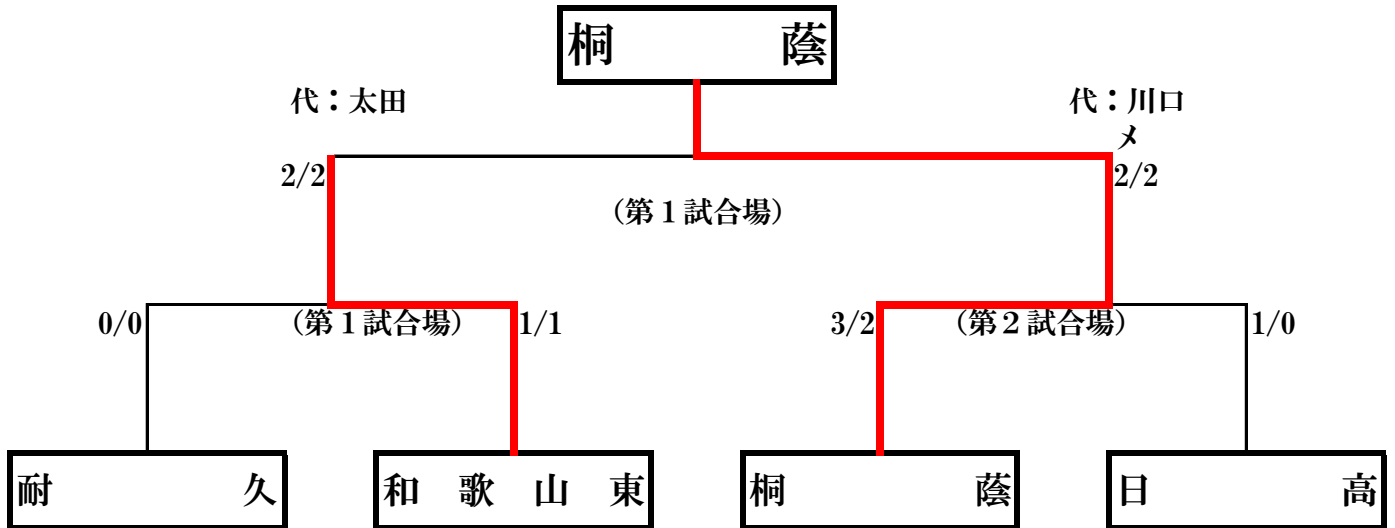 桐 蔭
代：太田 代：川口
メ
2/2 2/2
（第１試合場）
0/0 （第１試合場） 1/1 3/2 （第２試合場） 1/0
耐 久 和 歌 山 東 桐 蔭 日 高